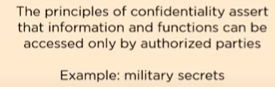 The principles of confidentiality assert
that information and functions can be
accessed only by authorized parties
Example: military secrets